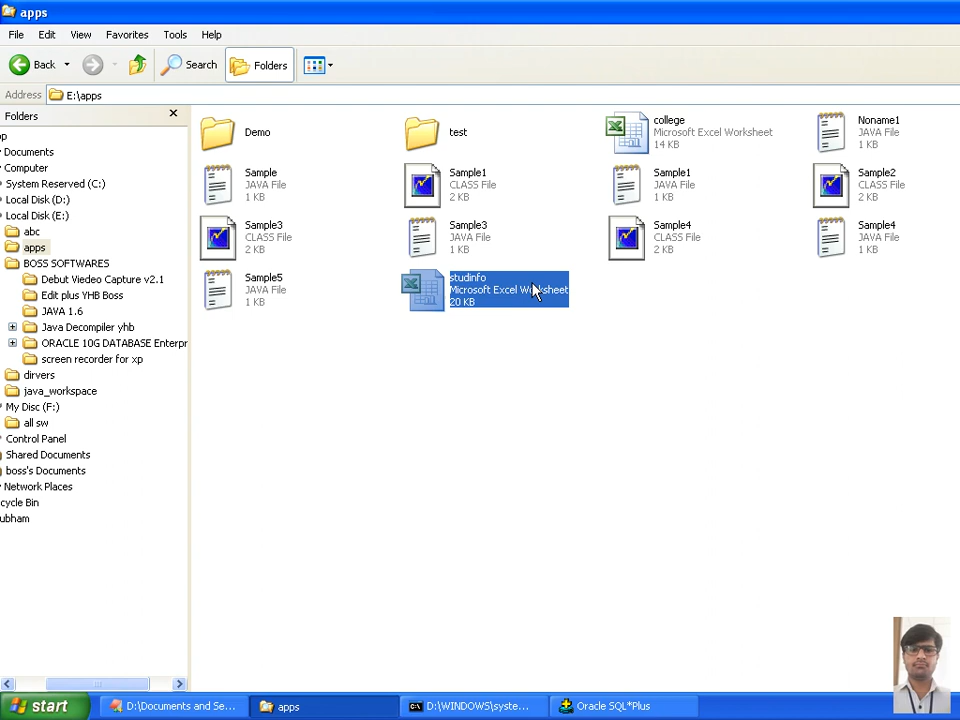 apps
File Edit View Favorites Tools Help
Back Search Folders
Address E:\apps
Folders
op
Documents
Computer
System Reserved (C:)
Local Disk (D:)
Local Disk (E:)
abc
apps
BOSS SOFTWARES
Debut Viedeo Capture v2.1
Edit plus YHB Boss
JAVA 1.6
Java Decompiler yhb
ORACLE 10G DATABASE Enterpr
screen recorder for xp
dirvers
java_workspace
My Disc (F:)
all sw
Control Panel
Shared Documents
boss's Documents
Network Places
cycle Bin
ubham
Demo
test
college
Microsoft Excel Worksheet
14 KB
Noname1
JAVA File
1 KB
Sample
JAVA File
1 KB
Sample1
CLASS File
2 KB
Sample1
JAVA File
1 KB
Sample2
CLASS File
2 KB
Sample3
CLASS File
2 KB
Sample3
JAVA File
1 KB
Sample4
CLASS File
2 KB
Sample4
JAVA File
1 KB
Sample5
JAVA File
1 KB
studinfo
Microsoft Excel Worksheet
20 KB
start D:\Documents and Se... apps D:\WINDOWS\syste... Oracle SQL*Plus